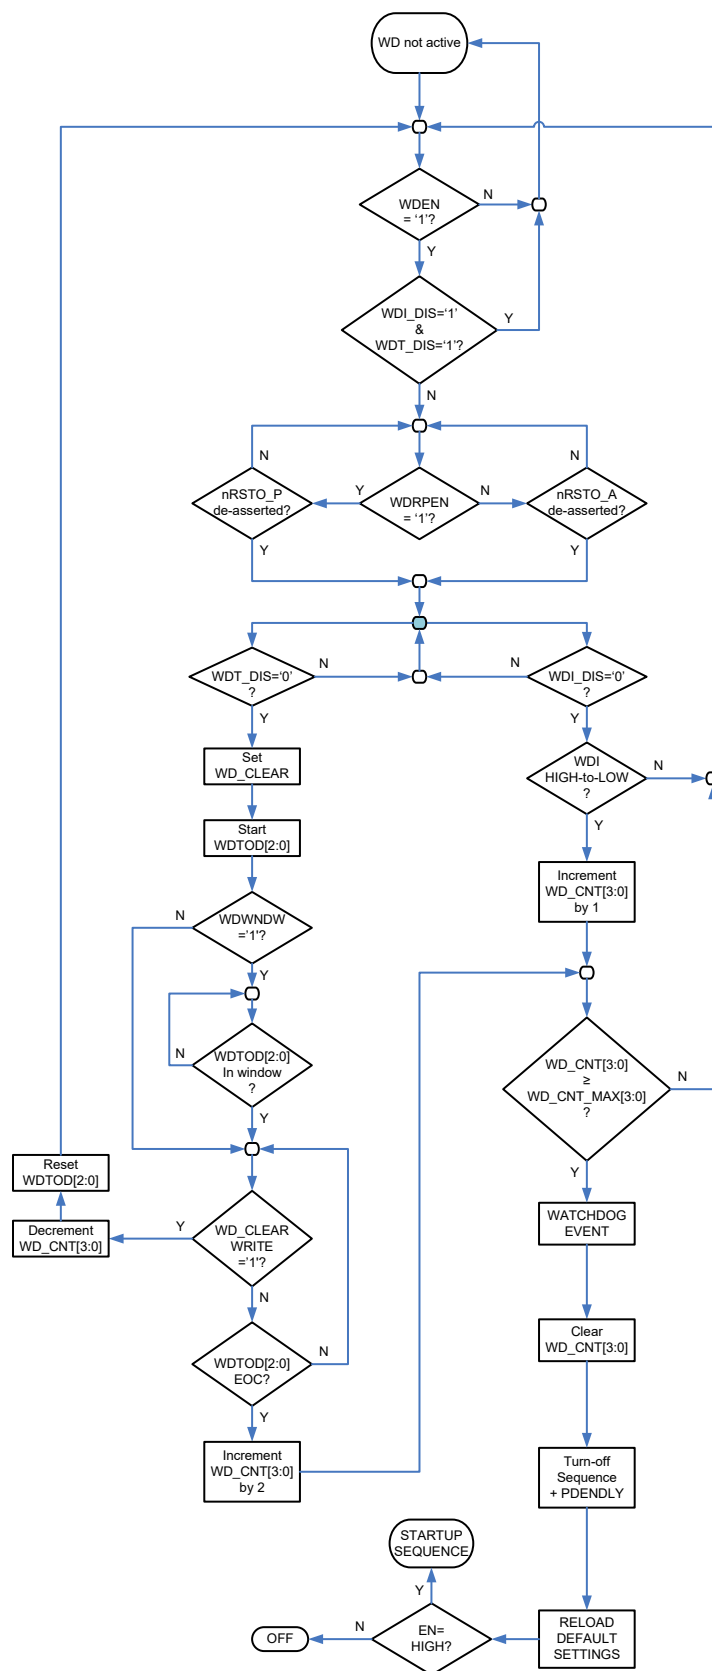 WD not active
WDEN
= ‘1’?
N
Y
WDI_DIS=‘1’
&
WDT_DIS=‘1’?
Y
N
N
nRSTO_P
de-asserted?
Y
Y
WDRPEN
= ‘1’?
N
N
nRSTO_A
de-asserted?
Y
WDT_DIS=‘0’
?
N
Y
N
WDI_DIS=‘0’
?
Y
Set
WD_CLEAR
WDI
HIGH-to-LOW
?
N
Y
Start
WDTOD[2:0]
Increment
WD_CNT[3:0]
by 1
N
WDWNDW
='1'?
Y
N
WDTOD[2:0]
In window
?
Y
WD_CNT[3:0]
≥
WD_CNT_MAX[3:0]
?
N
Y
Reset
WDTOD[2:0]
Decrement
WD_CNT[3:0]
Y
WD_CLEAR
WRITE
='1'?
N
WATCHDOG
EVENT
WDTOD[2:0]
EOC?
N
Y
Clear
WD_CNT[3:0]
Increment
WD_CNT[3:0]
by 2
Turn-off
Sequence
+ PDENDLY
STARTUP
SEQUENCE
Y
OFF
N
EN=
HIGH?
RELOAD
DEFAULT
SETTINGS